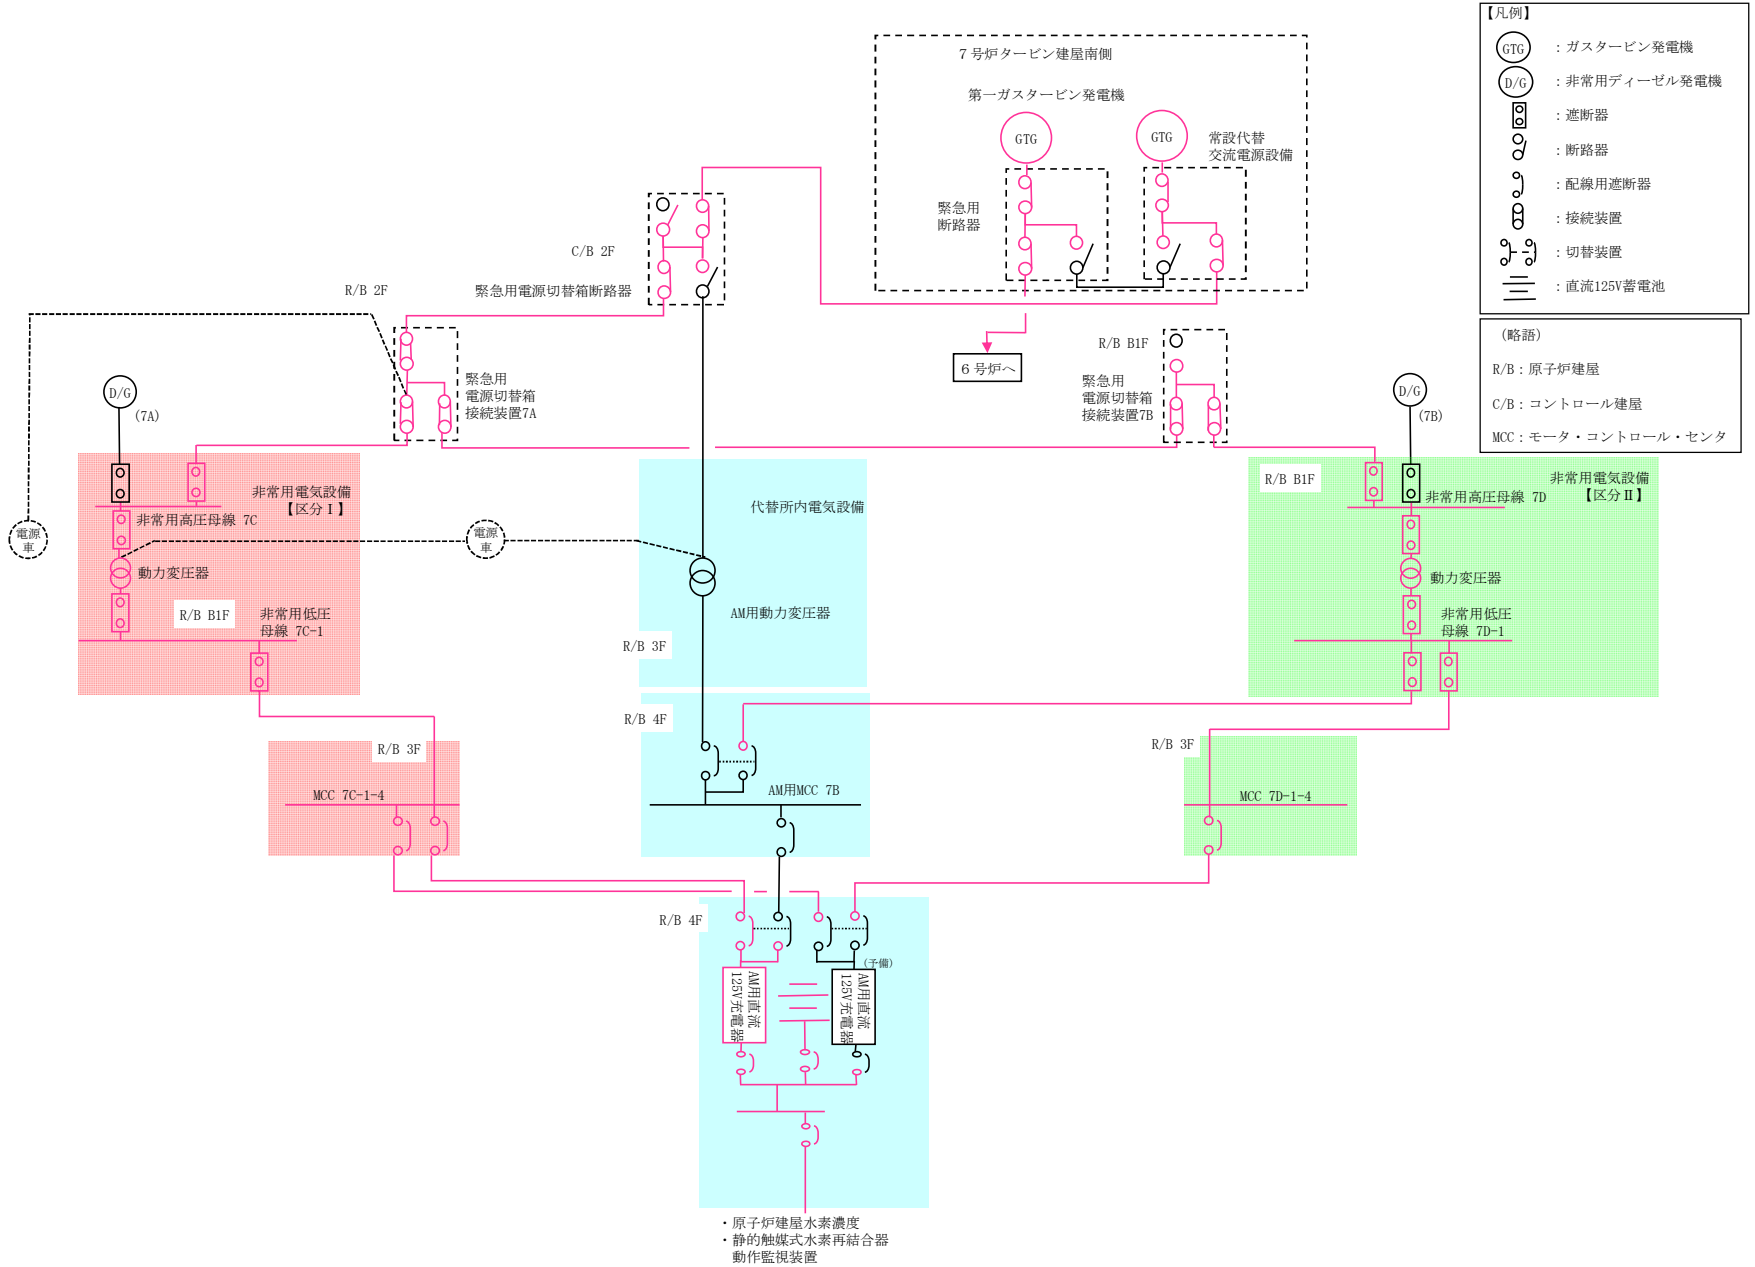 【凡例】
GTG
：ガスタービン発電機
D/G
：非常用ディーゼル発電機
：遮断器
：断路器
：配線用遮断器
：接続装置
：切替装置
：直流125V蓄電池
（略語）
R/B：原子炉建屋
C/B：コントロール建屋
MCC：モータ・コントロール・センタ
７号炉タービン建屋南側
第一ガスタービン発電機
GTG
GTG
常設代替
交流電源設備
緊急用
断路器
６号炉へ
C/B 2F
緊急用電源切替箱断路器
R/B 2F
緊急用
電源切替箱
接続装置7A
R/B B1F
緊急用
電源切替箱
接続装置7B
D/G
(7A)
D/G
(7B)
非常用電気設備
【区分Ⅰ】
非常用高圧母線 7C
動力変圧器
R/B B1F
非常用低圧
母線 7C-1
電源
車
電源
車
代替所内電気設備
AM用動力変圧器
R/B 3F
R/B B1F
非常用電気設備
【区分Ⅱ】
非常用高圧母線 7D
動力変圧器
非常用低圧
母線 7D-1
R/B 3F
MCC 7C-1-4
R/B 4F
AM用MCC 7B
R/B 3F
MCC 7D-1-4
R/B 4F
(予備)
AM用直流
125V充電器
AM用直流
125V充電器
・原子炉建屋水素濃度
・静的触媒式水素再結合器
動作監視装置